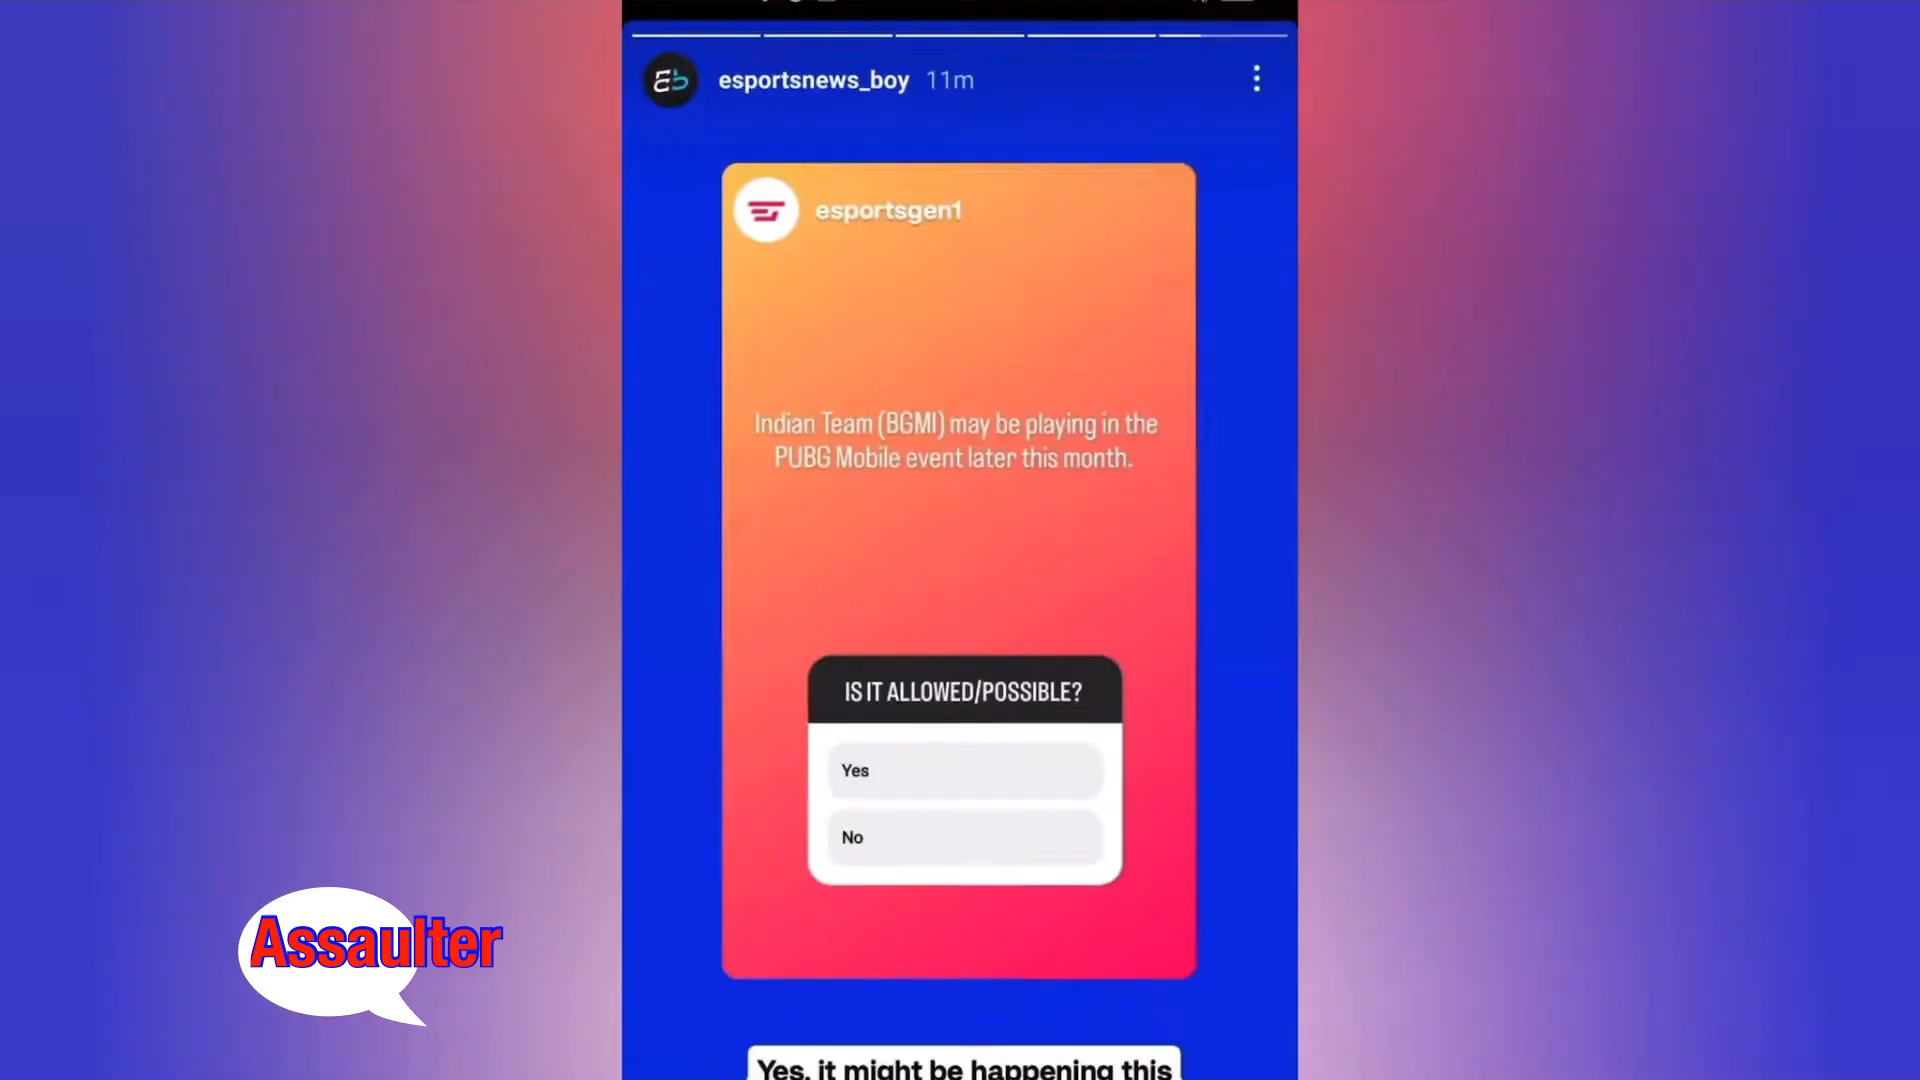 esportsnews_boy 11m
esportsgen1
Indian Team (BGMI) may be playing in the
PUBG Mobile event later this month.
IS IT ALLOWED/POSSIBLE?
Yes
No
Assaulter
Yes, it might be happening this